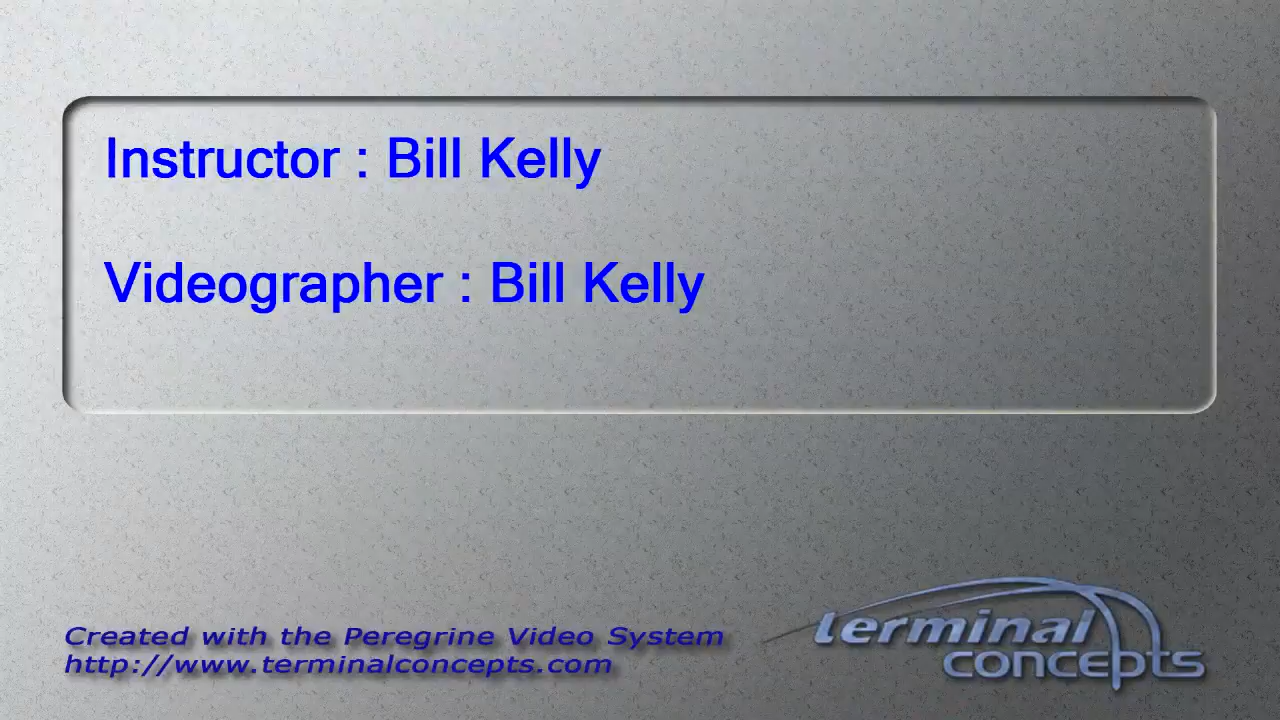 Instructor : Bill Kelly
Videographer : Bill Kelly
Created with the Peregrine Video System
http://www.terminalconcepts.com
terminal
concepts